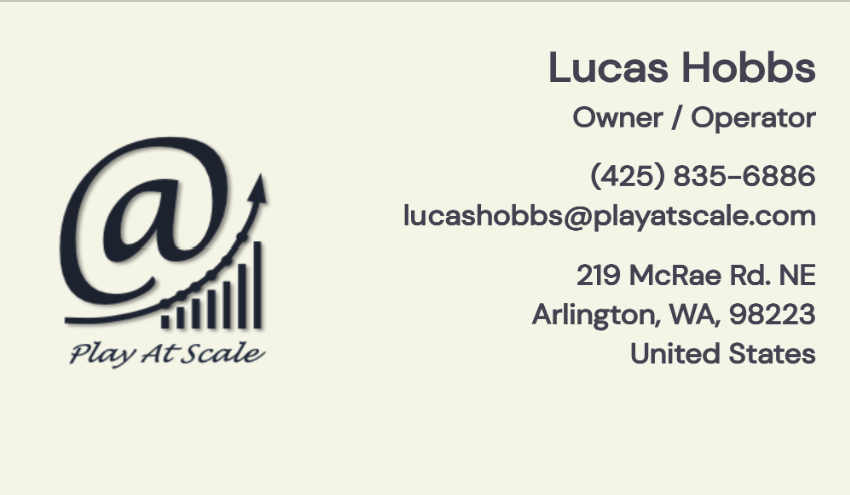 Lucas Hobbs
Owner / Operator
(425) 835-6886
lucashobbs@playatscale.com
219 McRae Rd. NE
Arlington, WA, 98223
United States
@
Play At Scale